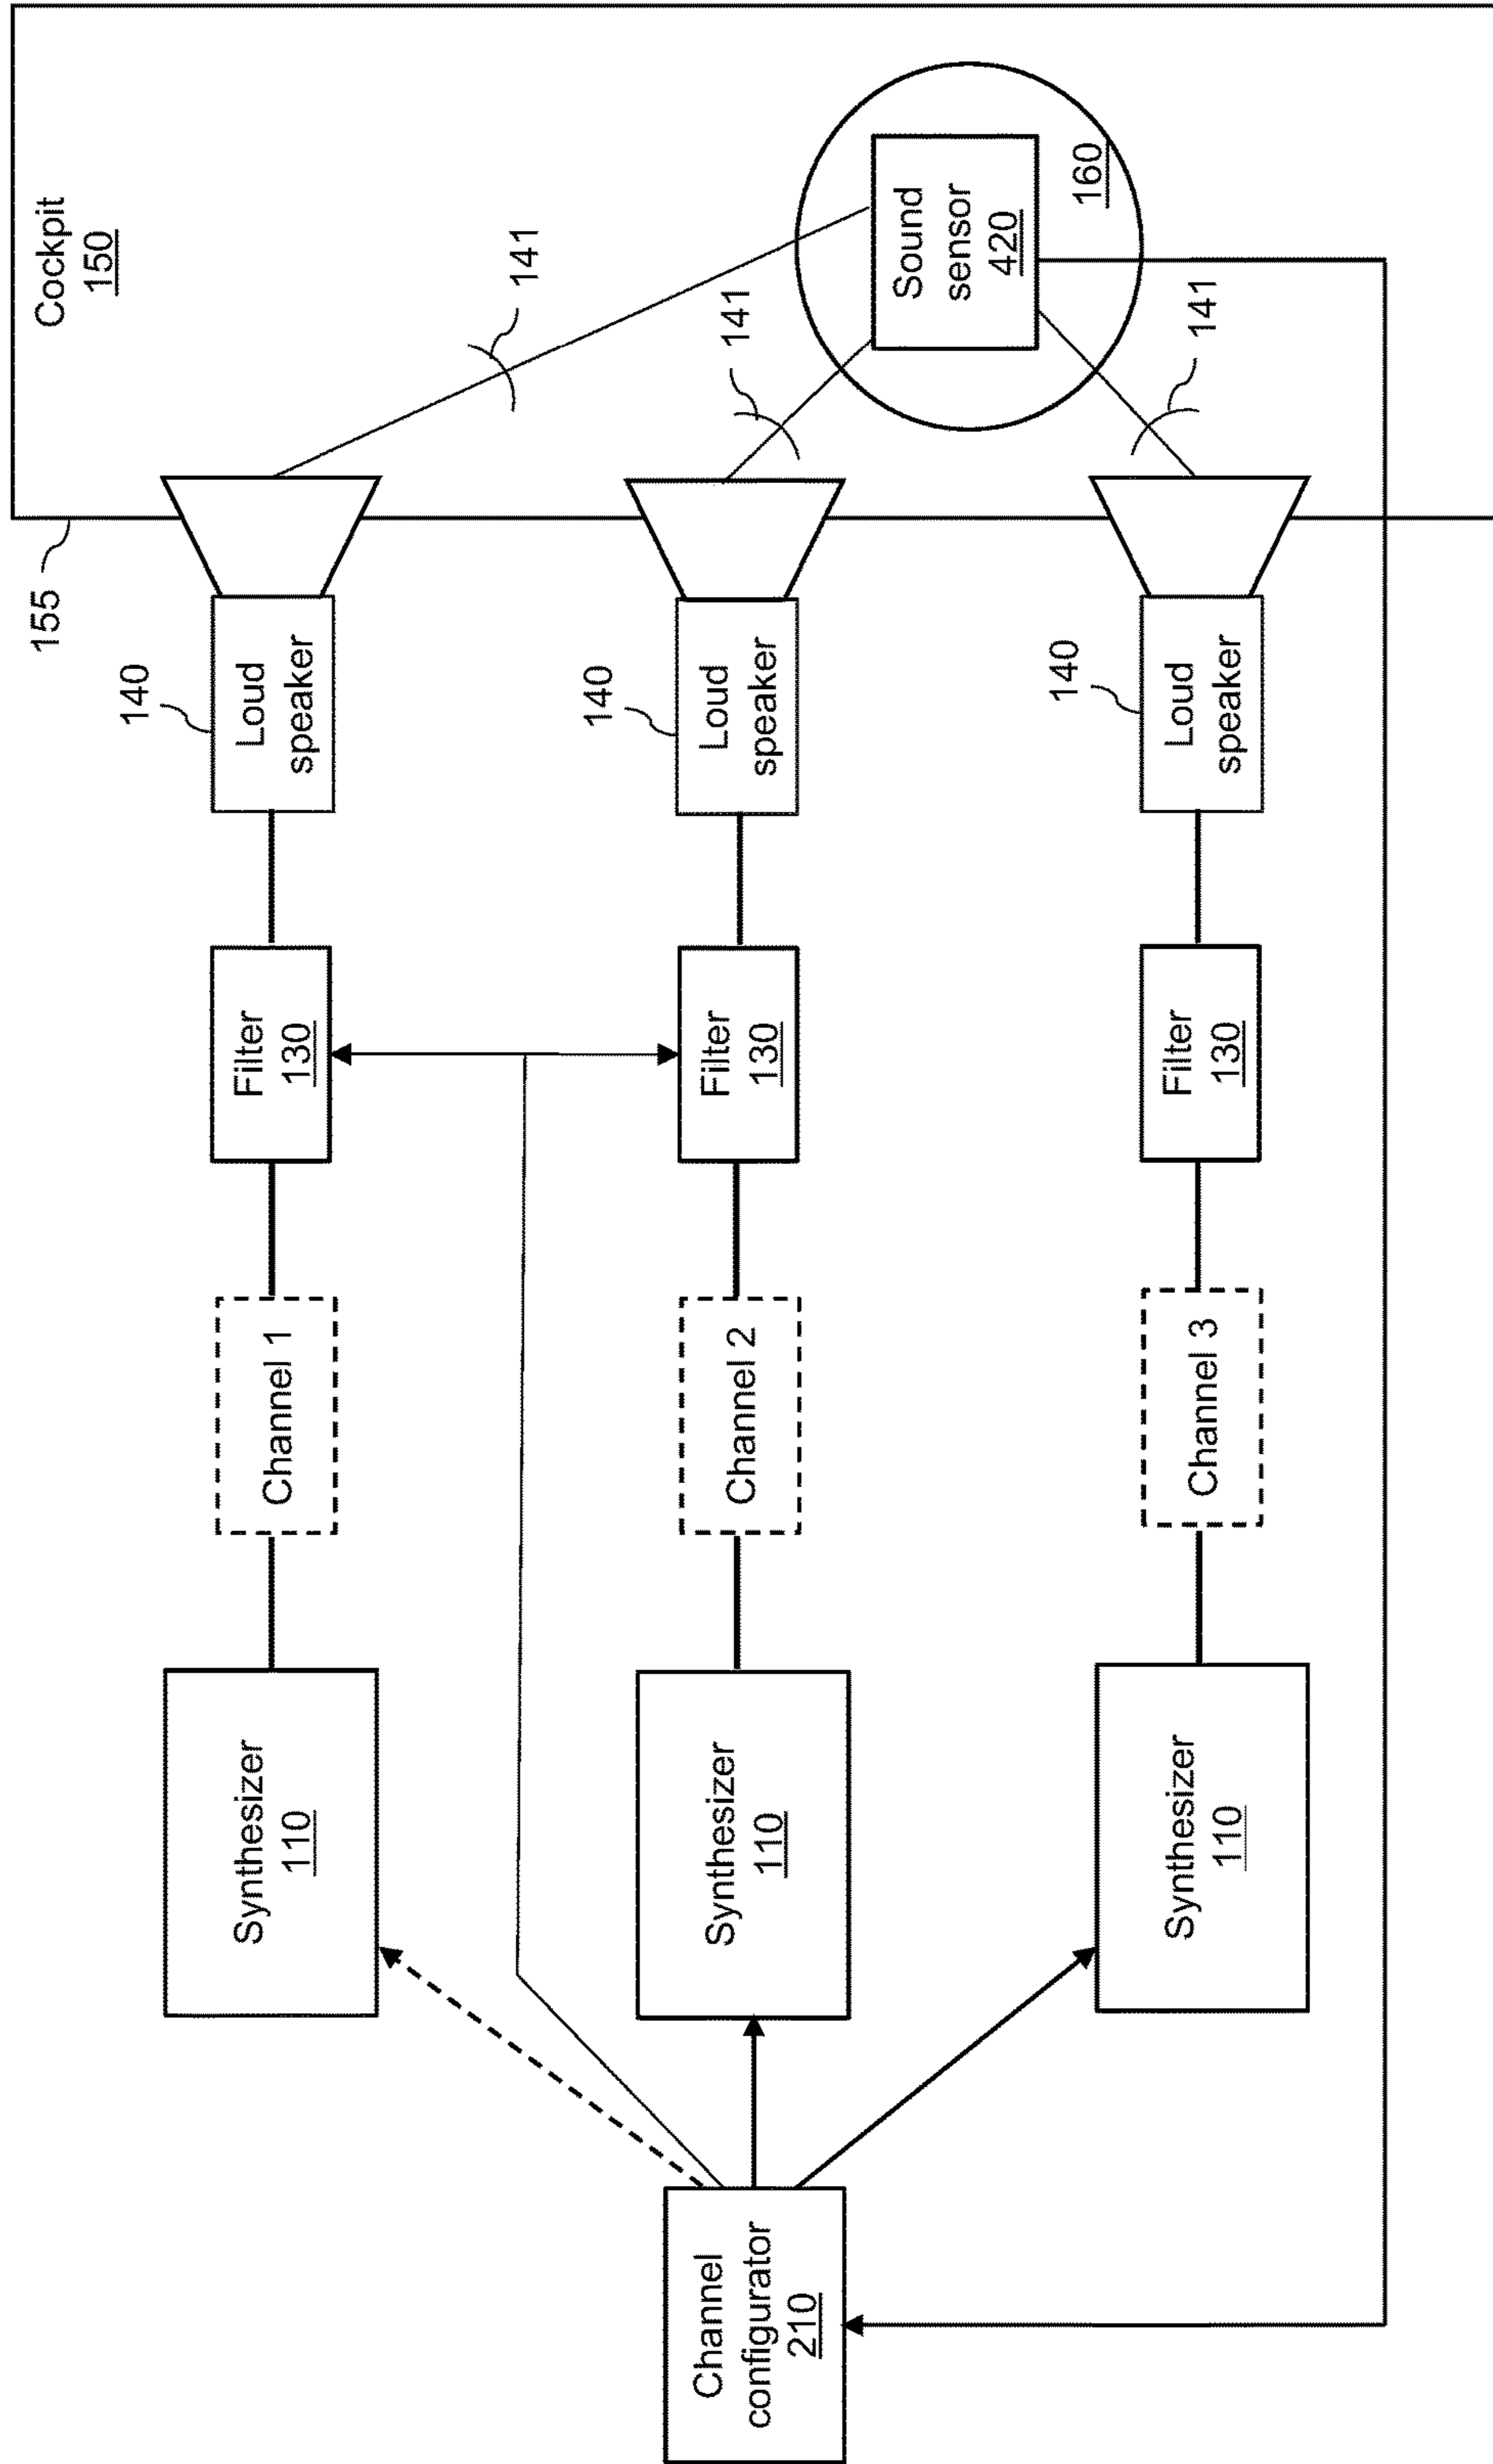 Cockpit
150
155
141
141
141
Sound
sensor
420
160
140
Loud
speaker
140
Loud
speaker
140
Loud
speaker
Filter
130
Filter
130
Filter
130
Channel 1
Channel 2
Channel 3
Synthesizer
110
Synthesizer
110
Synthesizer
110
Channel
configurator
210